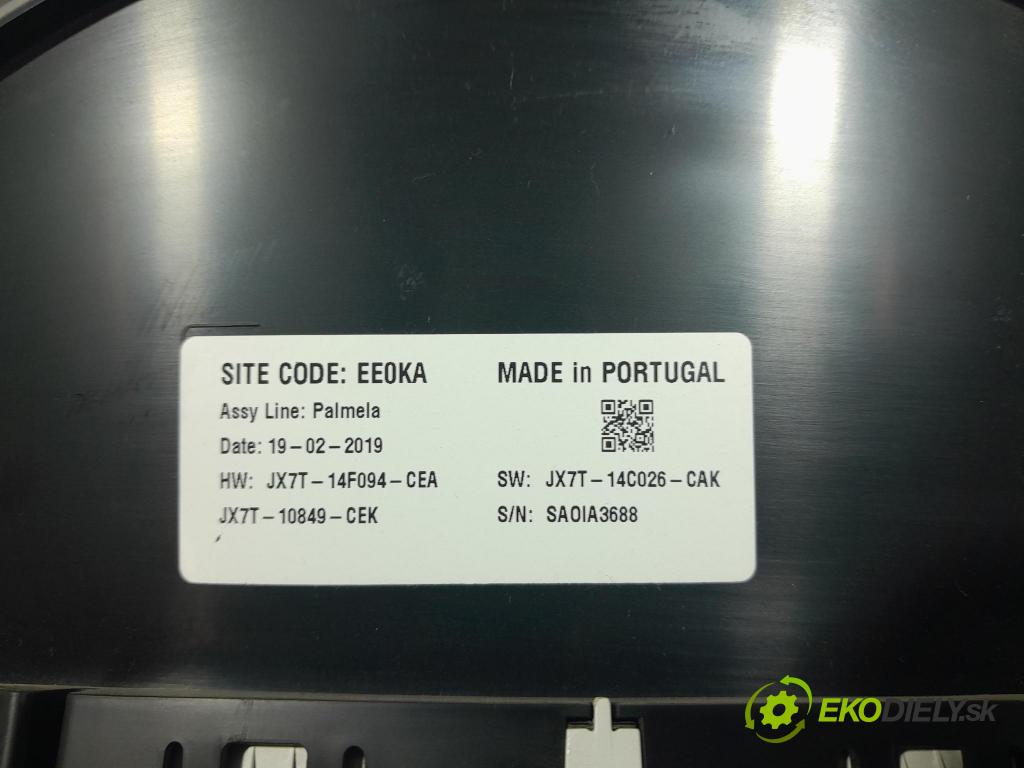 SITE CODE: EE0KA MADE in PORTUGAL
Assy Line: Palmela
Date: 19-02-2019
HW: JX7T-14F094-CEA SW: JX7T-14C026-CAK
JX7T-10849-CEK S/N: SA0IA3688
EKODIELY.sk